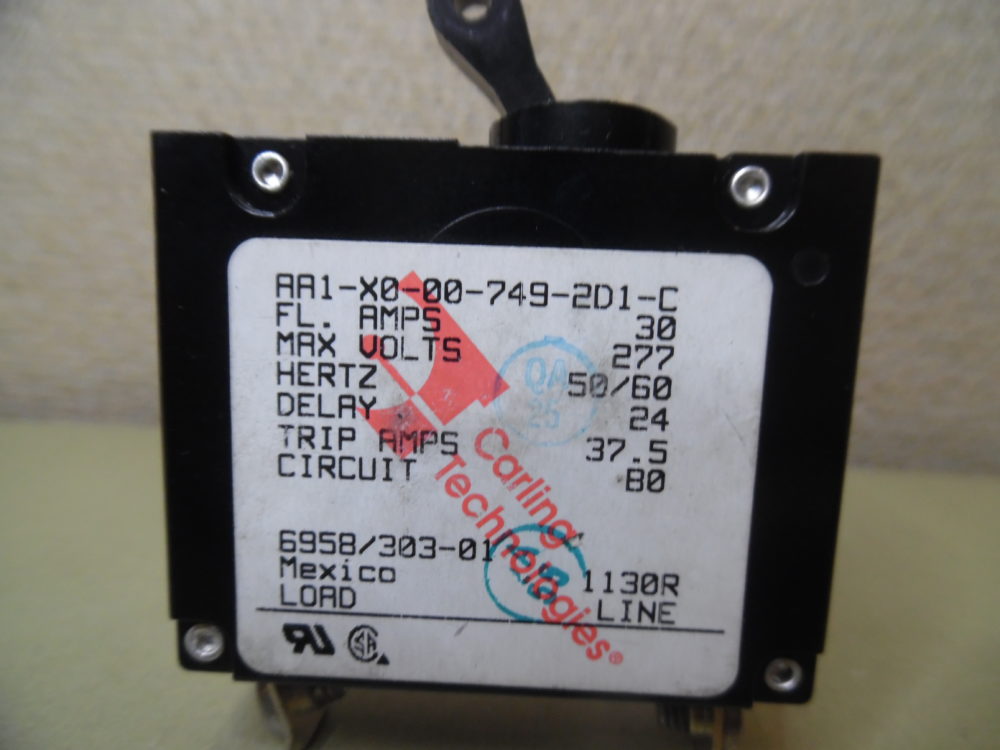 AA1-X0-00-749-2D1-C
FL. AMPS 30
MAX VOLTS 277
HERTZ 50/60
DELAY 24
TRIP AMPS 37.5
CIRCUIT B0
QA
Carling
Technologies®
6958/303-01
Mexico 1130R
LOAD LINE